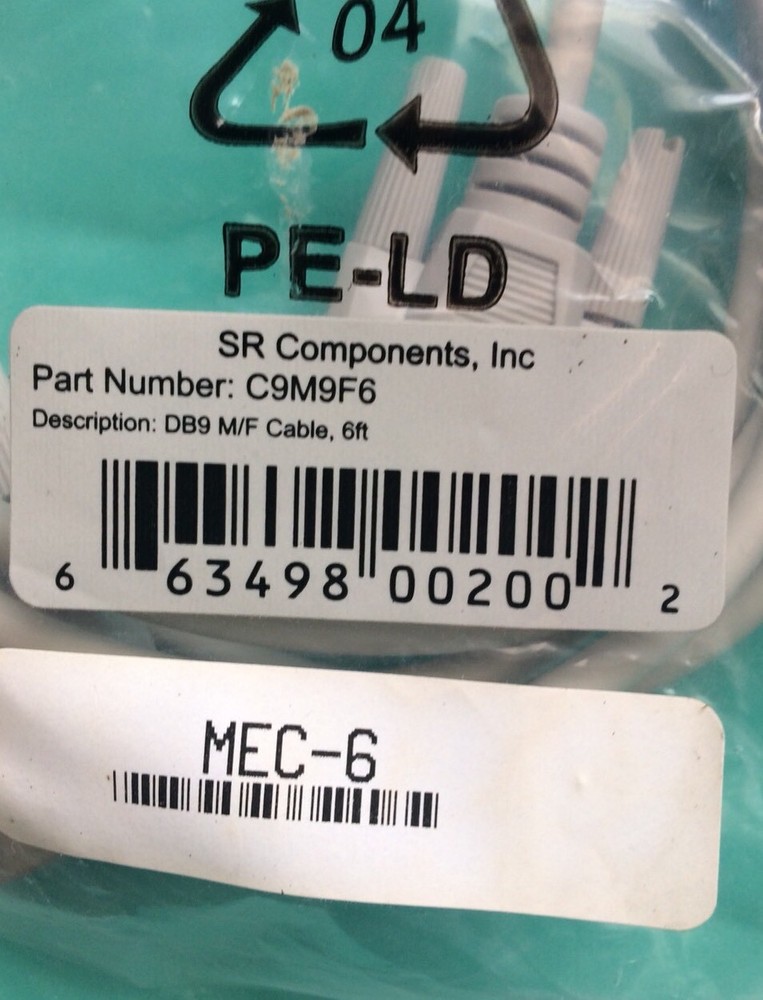 04
PE-LD
SR Components, Inc
Part Number: C9M9F6
Description: DB9 M/F Cable, 6ft
6 63498 00200 2
MEC-6